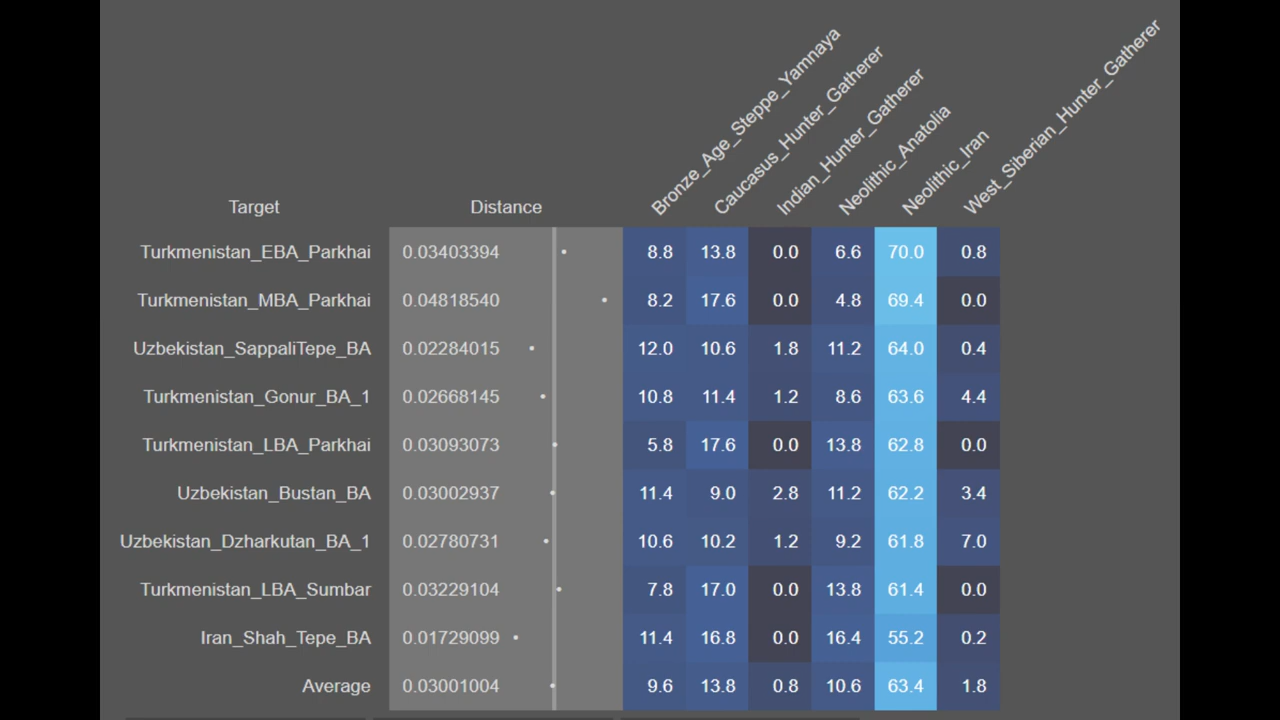 Bronze_Age_Steppe_Yamnaya
Caucasus_Hunter_Gatherer
Indian_Hunter_Gatherer
Neolithic_Anatolia
Neolithic_Iran
West_Siberian_Hunter_Gatherer
Target Distance
Turkmenistan_EBA_Parkhai 0.03403394 8.8 13.8 0.0 6.6 70.0 0.8
Turkmenistan_MBA_Parkhai 0.04818540 8.2 17.6 0.0 4.8 69.4 0.0
Uzbekistan_SappaliTepe_BA 0.02284015 12.0 10.6 1.8 11.2 64.0 0.4
Turkmenistan_Gonur_BA_1 0.02668145 10.8 11.4 1.2 8.6 63.6 4.4
Turkmenistan_LBA_Parkhai 0.03093073 5.8 17.6 0.0 13.8 62.8 0.0
Uzbekistan_Bustan_BA 0.03002937 11.4 9.0 2.8 11.2 62.2 3.4
Uzbekistan_Dzharkutan_BA_1 0.02780731 10.6 10.2 1.2 9.2 61.8 7.0
Turkmenistan_LBA_Sumbar 0.03229104 7.8 17.0 0.0 13.8 61.4 0.0
Iran_Shah_Tepe_BA 0.01729099 11.4 16.8 0.0 16.4 55.2 0.2
Average 0.03001004 9.6 13.8 0.8 10.6 63.4 1.8